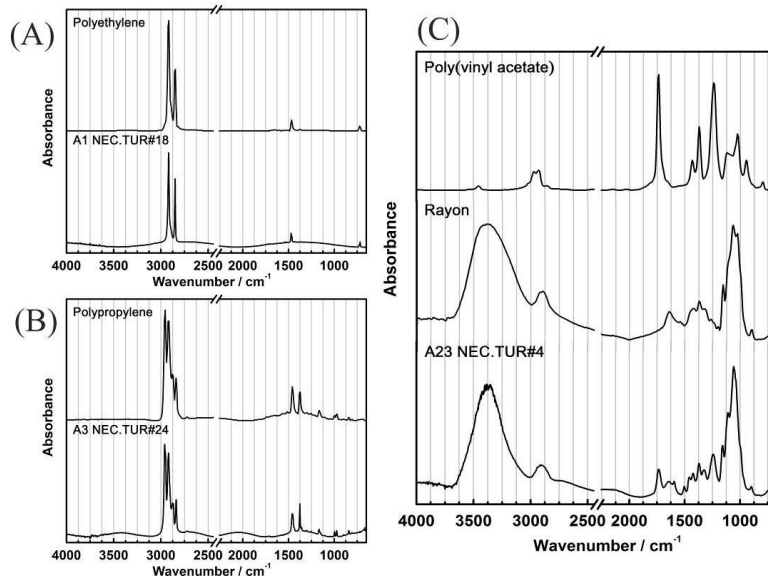 (A)
Polyethylene
A1 NEC.TUR#18
Absorbance
Absorbance
4000 3500 3000 2500 2000 1500 1000
Wavenumber / cm-1
(B)
Polypropylene
A3 NEC.TUR#24
Absorbance
Absorbance
4000 3500 3000 2500 2000 1500 1000
Wavenumber / cm-1
(C)
Poly(vinyl acetate)
Rayon
A23 NEC.TUR#4
Absorbance
4000 3500 3000 2500 2000 1500 1000
Wavenumber / cm-1